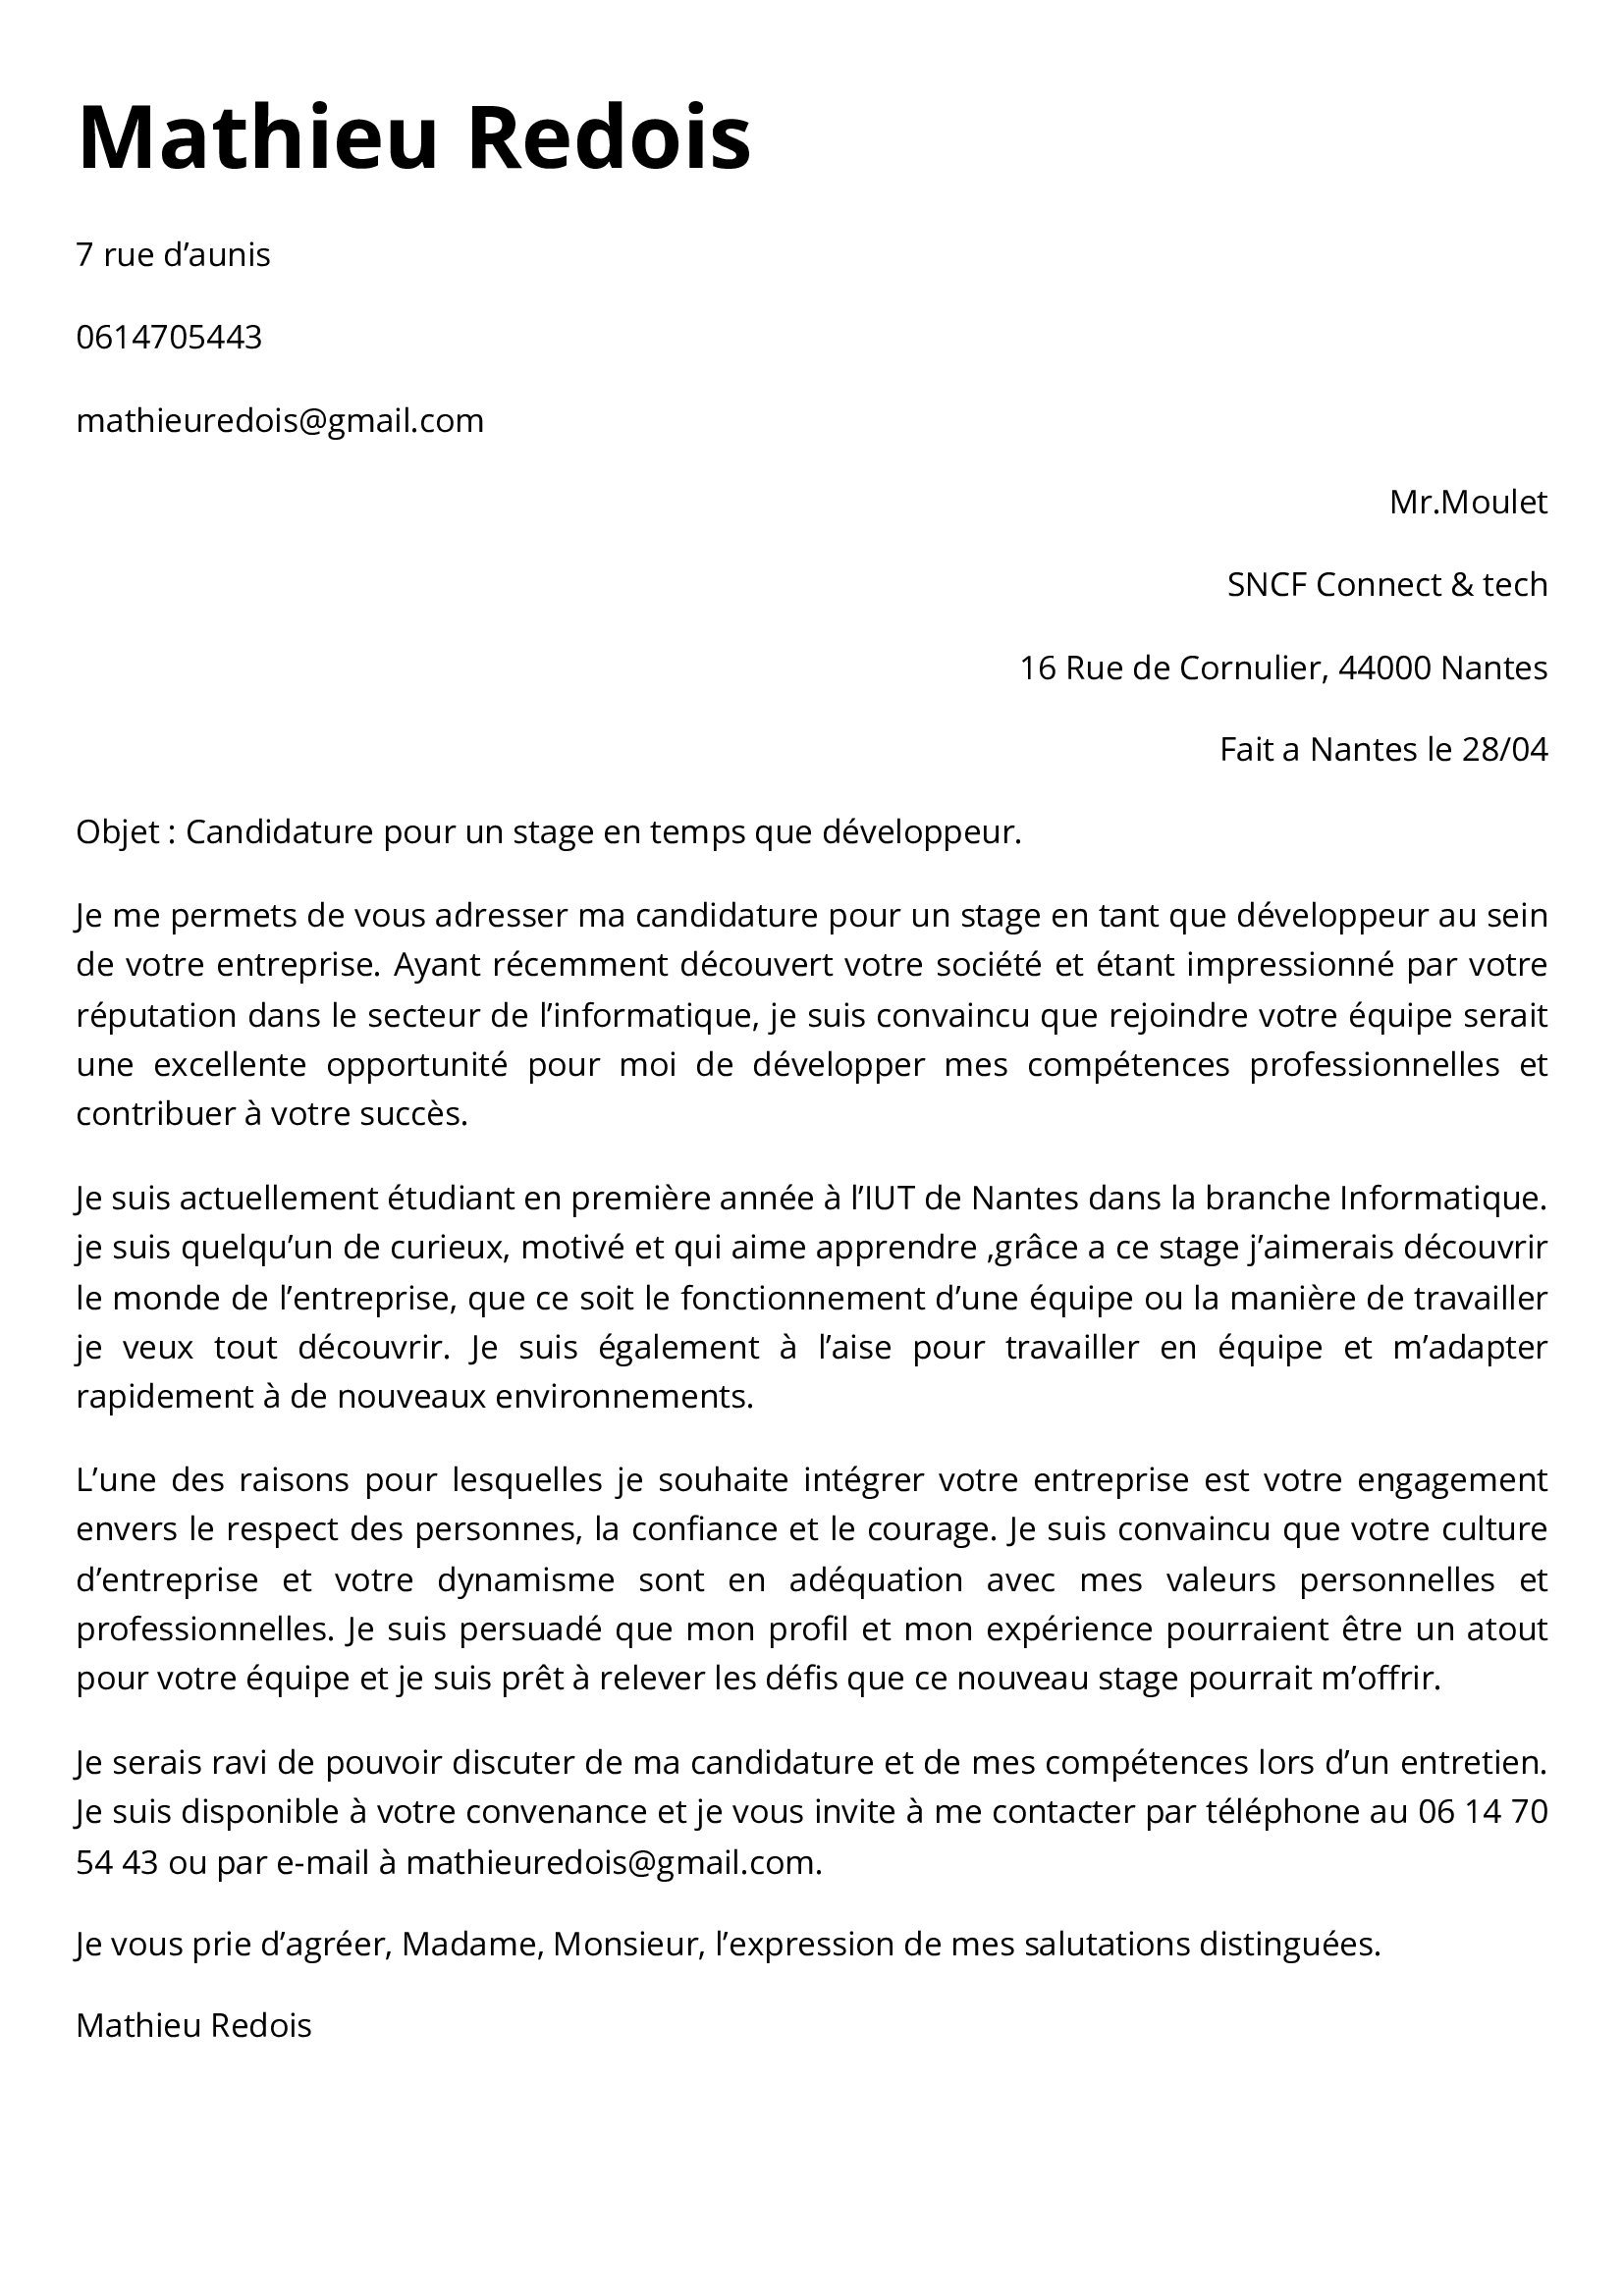 Mathieu Redois
7 rue d’aunis
0614705443
mathieuredois@gmail.com
Mr.Moulet
SNCF Connect & tech
16 Rue de Cornulier, 44000 Nantes
Fait a Nantes le 28/04
Objet : Candidature pour un stage en temps que développeur.
Je me permets de vous adresser ma candidature pour un stage en tant que développeur au sein
de votre entreprise. Ayant récemment découvert votre société et étant impressionné par votre
réputation dans le secteur de l’informatique, je suis convaincu que rejoindre votre équipe serait
une excellente opportunité pour moi de développer mes compétences professionnelles et
contribuer à votre succès.
Je suis actuellement étudiant en première année à l’IUT de Nantes dans la branche Informatique.
je suis quelqu’un de curieux, motivé et qui aime apprendre ,grâce a ce stage j’aimerais découvrir
le monde de l’entreprise, que ce soit le fonctionnement d’une équipe ou la manière de travailler
je veux tout découvrir. Je suis également à l’aise pour travailler en équipe et m’adapter
rapidement à de nouveaux environnements.
L’une des raisons pour lesquelles je souhaite intégrer votre entreprise est votre engagement
envers le respect des personnes, la confiance et le courage. Je suis convaincu que votre culture
d’entreprise et votre dynamisme sont en adéquation avec mes valeurs personnelles et
professionnelles. Je suis persuadé que mon profil et mon expérience pourraient être un atout
pour votre équipe et je suis prêt à relever les défis que ce nouveau stage pourrait m’offrir.
Je serais ravi de pouvoir discuter de ma candidature et de mes compétences lors d’un entretien.
Je suis disponible à votre convenance et je vous invite à me contacter par téléphone au 06 14 70
54 43 ou par e-mail à mathieuredois@gmail.com.
Je vous prie d’agréer, Madame, Monsieur, l’expression de mes salutations distinguées.
Mathieu Redois